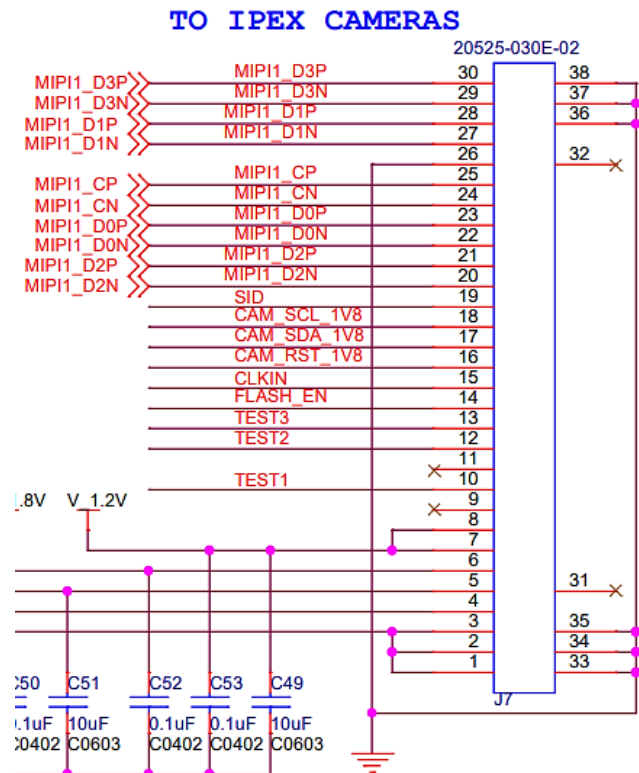 TO IPEX CAMERAS
20525-030E-02
MIPI1_D3P MIPI1_D3P 30 38
MIPI1_D3N MIPI1_D3N 29 37
MIPI1_D1P MIPI1_D1P 28 36
MIPI1_D1N MIPI1_D1N 27
26 32
MIPI1_CP MIPI1_CP 25
MIPI1_CN MIPI1_CN 24
MIPI1_D0P MIPI1_D0P 23
MIPI1_D0N MIPI1_D0N 22
MIPI1_D2P MIPI1_D2P 21
MIPI1_D2N MIPI1_D2N 20
SID 19
CAM_SCL_1V8 18
CAM_SDA_1V8 17
CAM_RST_1V8 16
CLKIN 15
FLASH_EN 14
TEST3 13
TEST2 12
11
TEST1 10
.8V V_1.2V 9
8
7
6
5 31
4
3 35
2 34
1 33
J7
C50 C51 C52 C53 C49
0.1uF 10uF 0.1uF 0.1uF 10uF
C0402 C0603 C0402 C0402 C0603